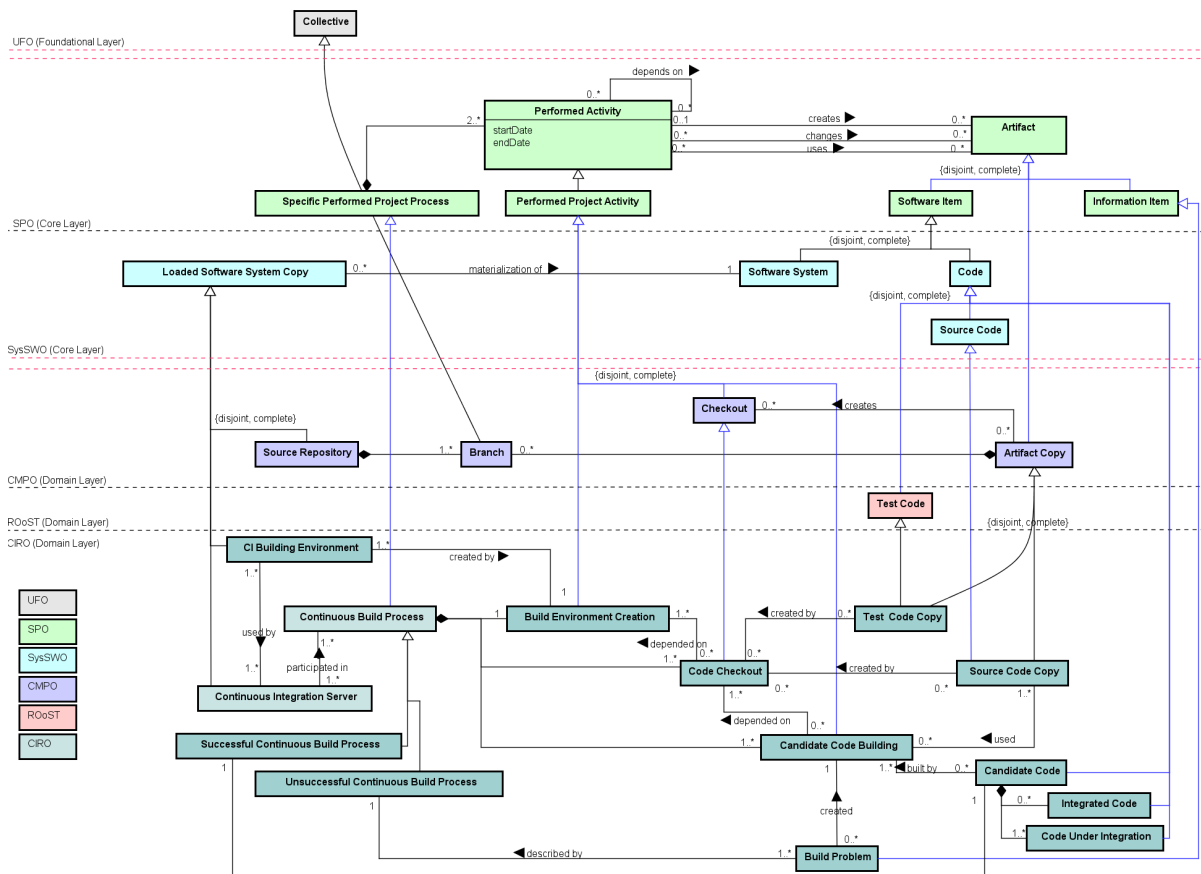 Collective
UFO (Foundational Layer)
depends on
0..*
0..*
Performed Activity
startDate
endDate
2..*
0..1
creates
0..*
0..*
changes
0..*
0..*
uses
0..*
Artifact
{disjoint, complete}
Specific Performed Project Process
Performed Project Activity
Software Item
Information Item
SPO (Core Layer)
{disjoint, complete}
Loaded Software System Copy
0..*
materialization of
1
Software System
Code
{disjoint, complete}
Source Code
SysSWO (Core Layer)
{disjoint, complete}
Checkout
0..*
creates
0..*
{disjoint, complete}
Source Repository
1..*
Branch
0..*
Artifact Copy
CMPO (Domain Layer)
Test Code
ROoST (Domain Layer)
{disjoint, complete}
CIRO (Domain Layer)
CI Building Environment
1..*
created by
1..*
1
UFO
SPO
SysSWO
CMPO
ROoST
CIRO
Continuous Build Process
1
Build Environment Creation
1..*
created by
0..*
Test Code Copy
used by
1..*
depended on
participated in
1..*
1..*
1..*
0..*
0..*
created by
Code Checkout
Source Code Copy
Continuous Integration Server
1..*
0..*
0..*
1..*
depended on
0..*
Successful Continuous Build Process
1..*
Candidate Code Building
0..*
used
1
Unsuccessful Continuous Build Process
1
1..*
built by
0..*
Candidate Code
1
1
created
0..*
Integrated Code
1..*
Code Under Integration
0..*
described by
1..*
Build Problem